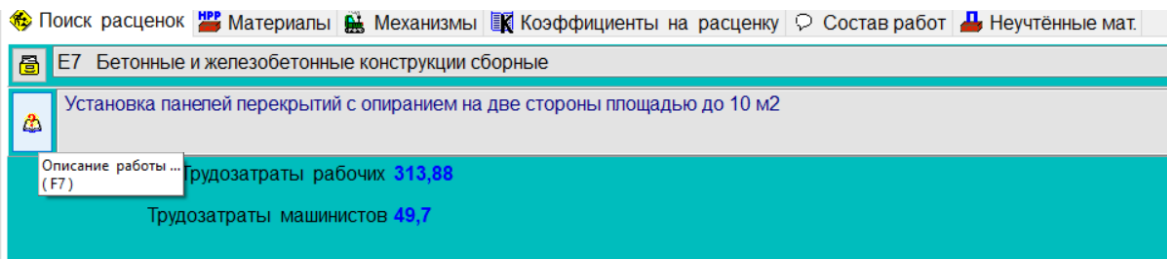 Поиск расценок НРР Материалы Механизмы К Коэффициенты на расценку Состав работ Неучтённые мат.
Е7 Бетонные и железобетонные конструкции сборные
Установка панелей перекрытий с опиранием на две стороны площадью до 10 м2
Описание работы ...
(F7)
Трудозатраты рабочих 313,88
Трудозатраты машинистов 49,7